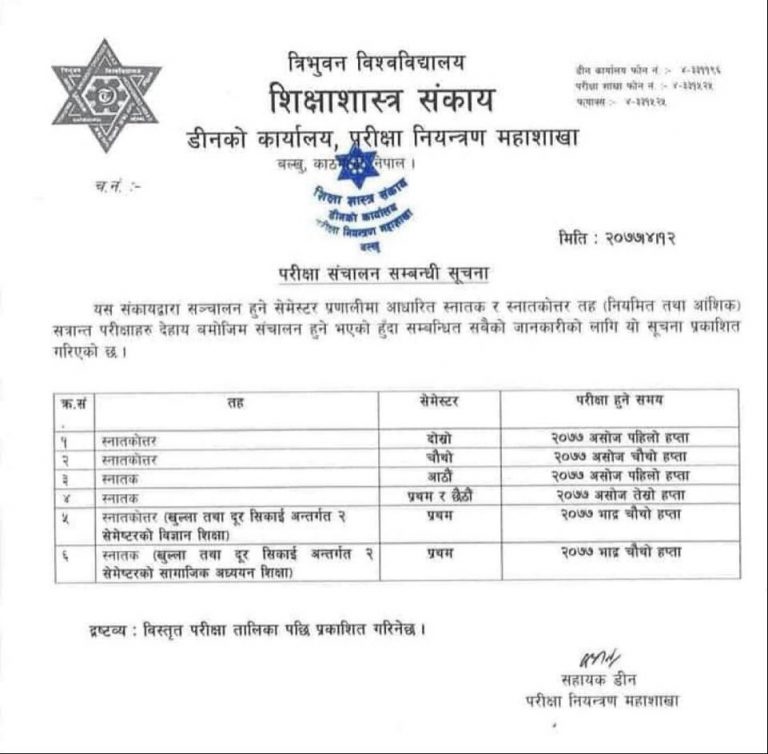 त्रिभुवन विश्वविद्यालय
शिक्षाशास्त्र संकाय
डीनको कार्यालय, परीक्षा नियन्त्रण महाशाखा
बल्खु, नेपाल ।
डीन कार्यालय फोन नं :- ४-३३११९६
परीक्षा शाखा फोन नं :- ४-३३१५२५
फ्याक्स :- ४-३३१५२५
शिक्षा शास्त्र संकाय
डीनको कार्यालय
परीक्षा नियन्त्रण महाशाखा
बल्खु
च.नं. :-
मिति : २०७७।४।१२
परीक्षा संचालन सम्बन्धी सूचना
यस संकायद्वारा सञ्चालन हुने सेमेस्टर प्रणालीमा आधारित स्नातक र स्नातकोत्तर तह (नियमित तथा आंशिक)
सत्रान्त परीक्षाहरु देहाय बमोजिम संचालन हुने भएको हुँदा सम्बन्धित सबैको जानकारीको लागि यो सूचना प्रकाशित
गरिएको छ ।
क्र.सं तह सेमेस्टर परीक्षा हुने समय
१ स्नातकोत्तर दोस्रो २०७७ असोज पहिलो हप्ता
२ स्नातकोत्तर चौथो २०७७ असोज चौथो हप्ता
३ स्नातक आठौं २०७७ असोज पहिलो हप्ता
४ स्नातक प्रथम र छैठौं २०७७ असोज तेस्रो हप्ता
५ स्नातकोत्तर (खुल्ला तथा दूर सिकाई अन्तर्गत २ प्रथम २०७७ भाद्र चौथो हप्ता
सेमेष्टरको विज्ञान शिक्षा)
६ स्नातक (खुल्ला तथा दूर सिकाई अन्तर्गत २ प्रथम २०७७ भाद्र चौथो हप्ता
सेमेष्टरको सामाजिक अध्ययन शिक्षा)
द्रष्टव्य : विस्तृत परीक्षा तालिका पछि प्रकाशित गरिनेछ ।
सहायक डीन
परीक्षा नियन्त्रण महाशाखा